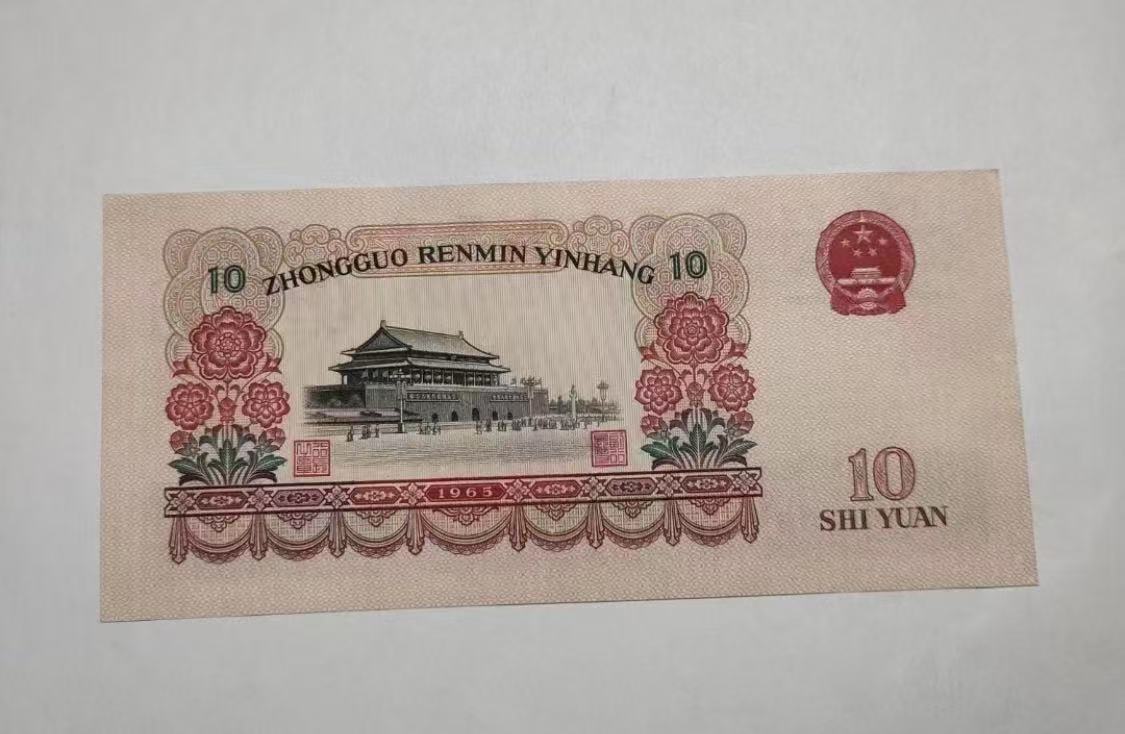 10 ZHONGGUO RENMIN YINHANG 10
1965
10
SHI YUAN